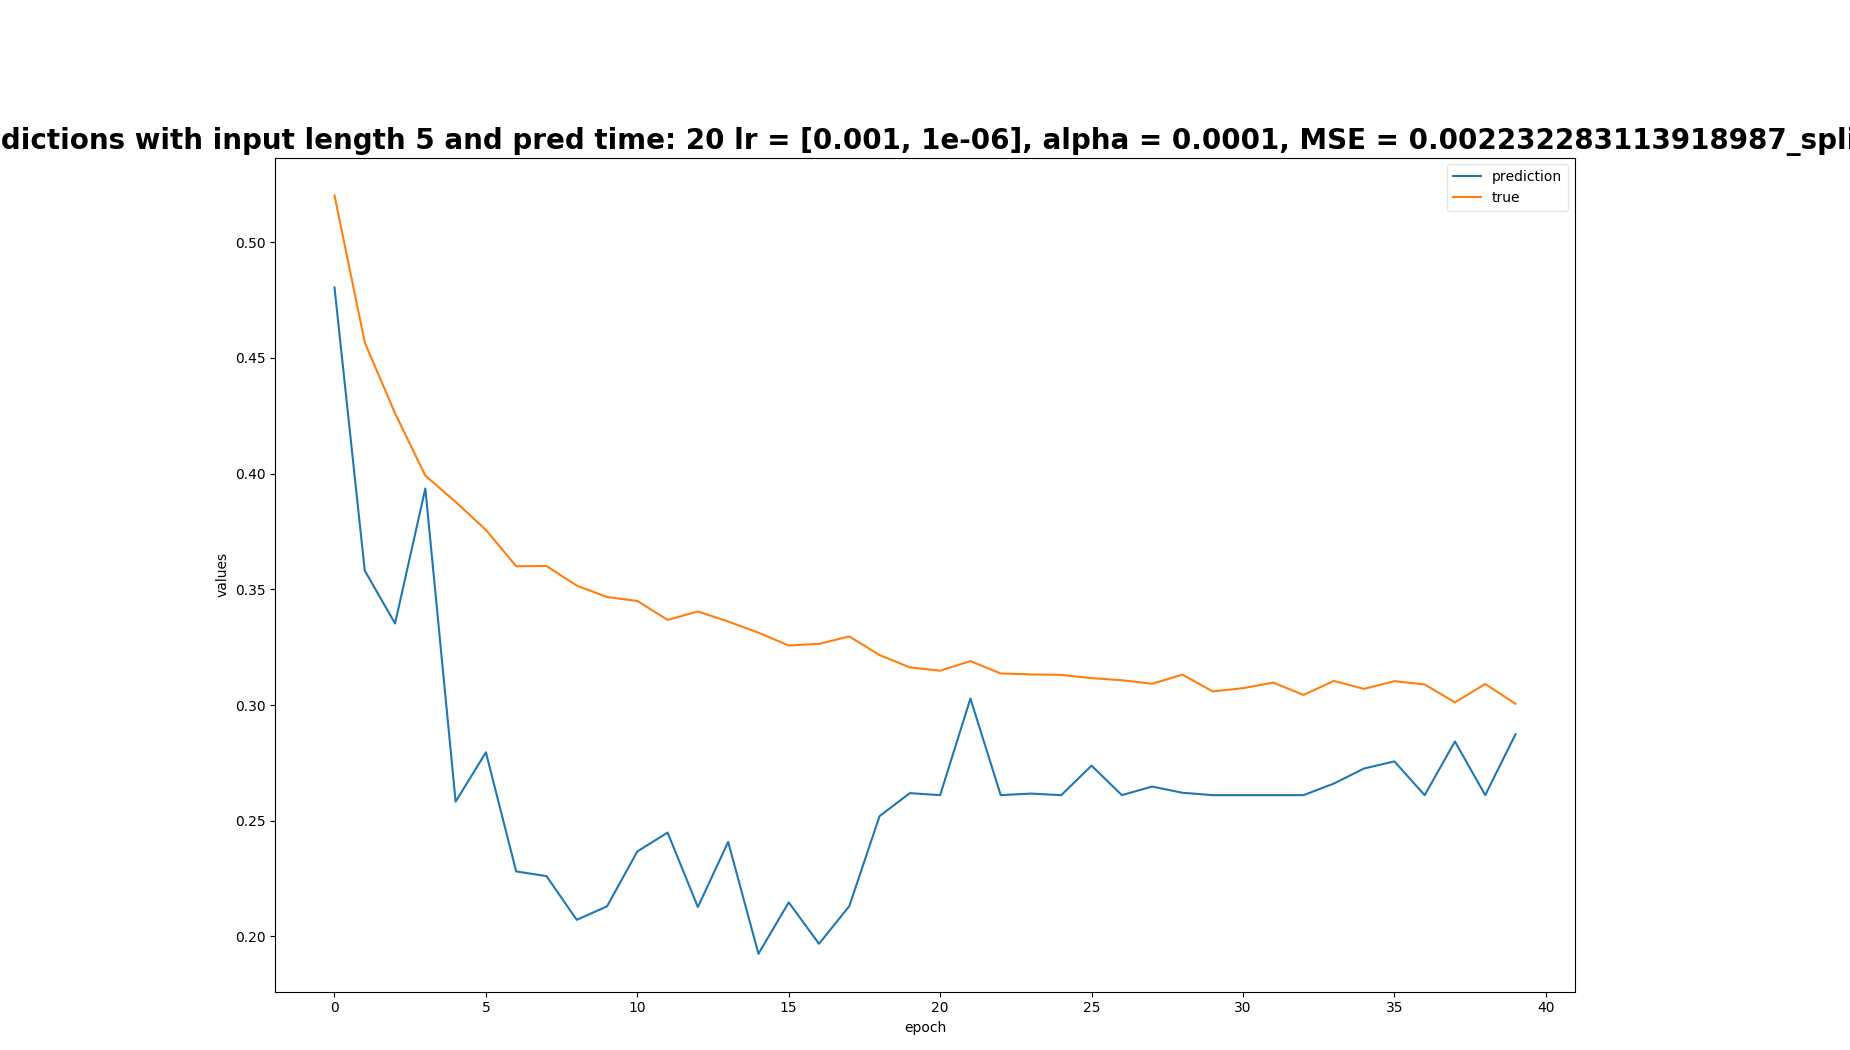 dictions with input length 5 and pred time: 20 lr = [0.001, 1e-06], alpha = 0.0001, MSE = 0.002232283113918987_spli
prediction
true
0.50
0.45
0.40
0.35
0.30
0.25
0.20
values
0 5 10 15 20 25 30 35 40
epoch